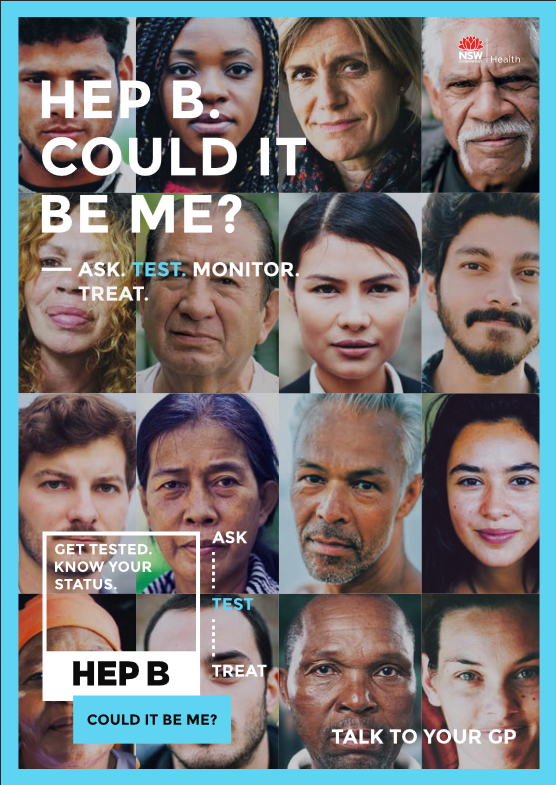 NSW
Health
HEP B.
COULD IT
BE ME?
ASK. TEST. MONITOR.
TREAT.
GET TESTED.
KNOW YOUR
STATUS.
HEP B
COULD IT BE ME?
ASK
TEST
TREAT
TALK TO YOUR GP